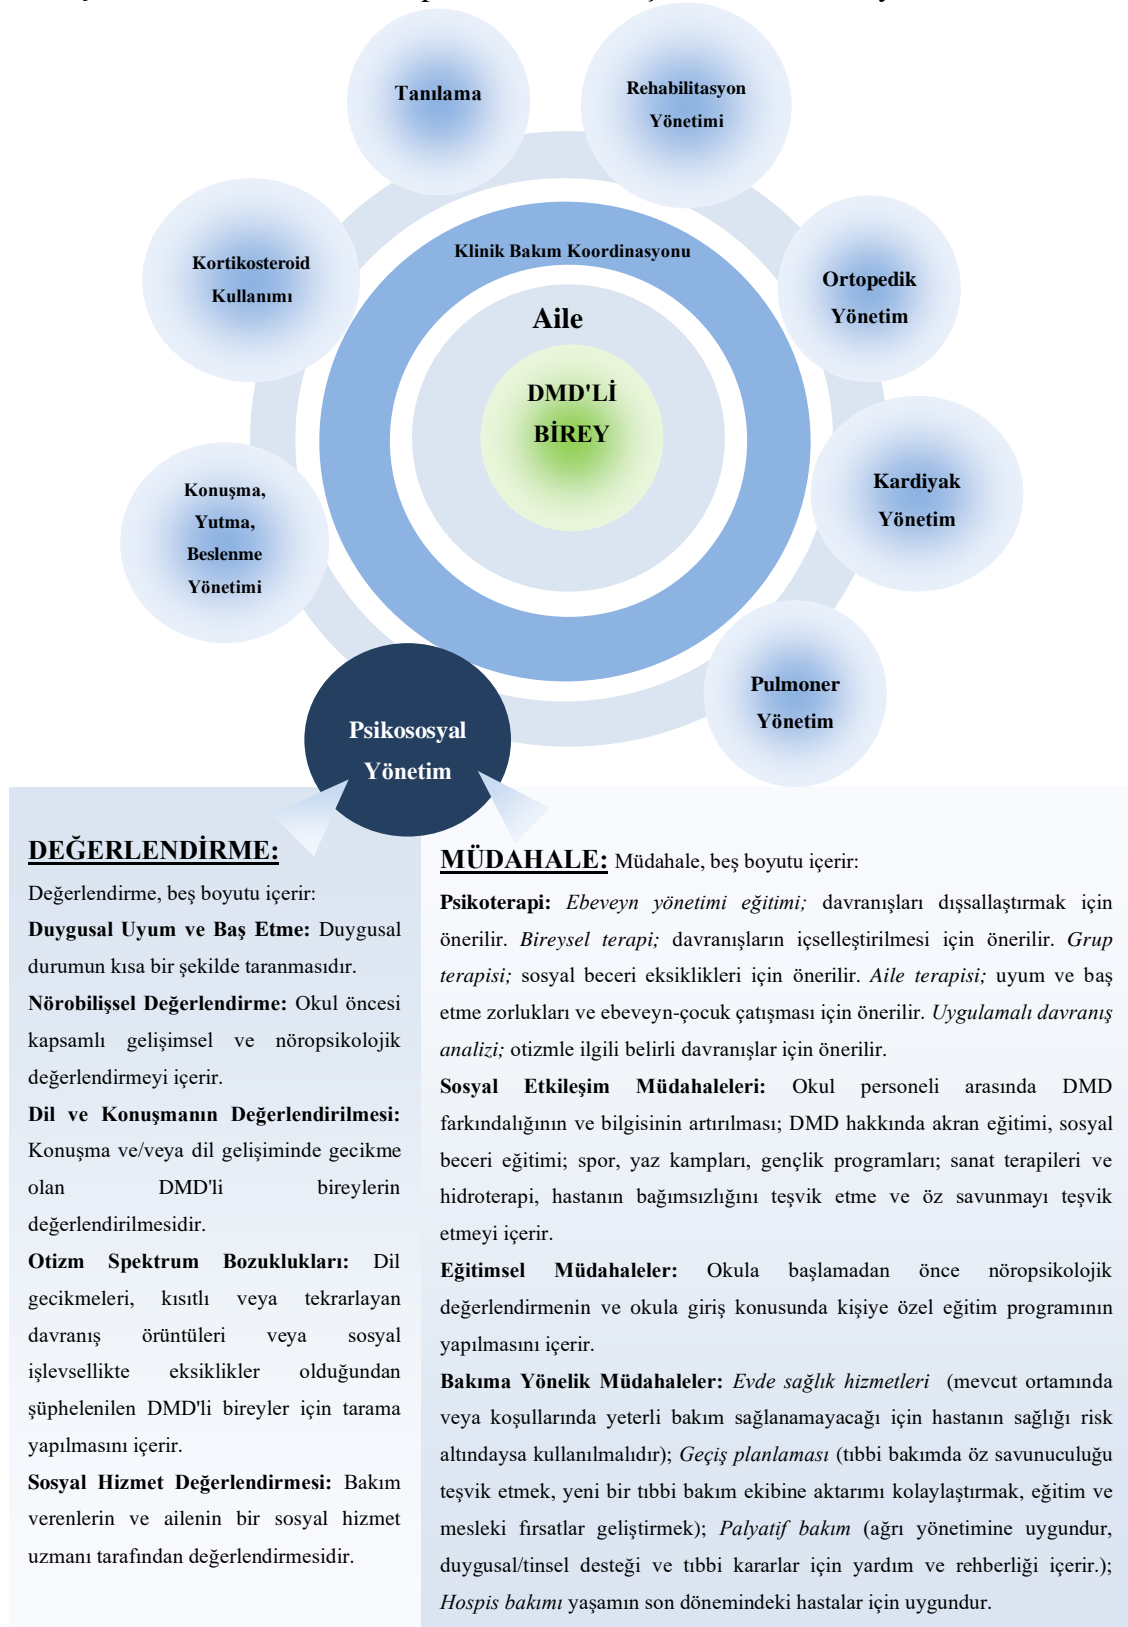 Tanılama
Rehabilitasyon
Yönetimi
Kortikosteroid
Kullanımı
Klinik Bakım Koordinasyonu
Ortopedik
Yönetim
Aile
DMD'Lİ
BİREY
Konuşma,
Yutma,
Beslenme
Yönetimi
Kardiyak
Yönetim
Pulmoner
Yönetim
Psikososyal
Yönetim
DEĞERLENDİRME:
Değerlendirme, beş boyutu içerir:
Duygusal Uyum ve Baş Etme: Duygusal
durumun kısa bir şekilde taranmasıdır.
Nörobilişsel Değerlendirme: Okul öncesi
kapsamlı gelişimsel ve nöropsikolojik
değerlendirmeyi içerir.
Dil ve Konuşmanın Değerlendirilmesi:
Konuşma ve/veya dil gelişiminde gecikme
olan DMD'li bireylerin
değerlendirilmesidir.
Otizm Spektrum Bozuklukları: Dil
gecikmeleri, kısıtlı veya tekrarlayan
davranış örüntüleri veya sosyal
işlevsellikte eksiklikler olduğundan
şüphelenilen DMD'li bireyler için tarama
yapılmasını içerir.
Sosyal Hizmet Değerlendirmesi: Bakım
verenlerin ve ailenin bir sosyal hizmet
uzmanı tarafından değerlendirmesidir.
MÜDAHALE: Müdahale, beş boyutu içerir:
Psikoterapi: Ebeveyn yönetimi eğitimi; davranışları dışsallaştırmak için
önerilir. Bireysel terapi; davranışların içselleştirilmesi için önerilir. Grup
terapisi; sosyal beceri eksiklikleri için önerilir. Aile terapisi; uyum ve baş
etme zorlukları ve ebeveyn-çocuk çatışması için önerilir. Uygulamalı davranış
analizi; otizmle ilgili belirli davranışlar için önerilir.
Sosyal Etkileşim Müdahaleleri: Okul personeli arasında DMD
farkındalığının ve bilgisinin artırılması; DMD hakkında akran eğitimi, sosyal
beceri eğitimi; spor, yaz kampları, gençlik programları; sanat terapileri ve
hidroterapi, hastanın bağımsızlığını teşvik etme ve öz savunmayı teşvik
etmeyi içerir.
Eğitimsel Müdahaleler: Okula başlamadan önce nöropsikolojik
değerlendirmenin ve okula giriş konusunda kişiye özel eğitim programının
yapılmasını içerir.
Bakıma Yönelik Müdahaleler: Evde sağlık hizmetleri (mevcut ortamında
veya koşullarında yeterli bakım sağlanamayacağı için hastanın sağlığı risk
altındaysa kullanılmalıdır); Geçiş planlaması (tıbbi bakımda öz savunuculuğu
teşvik etmek, yeni bir tıbbi bakım ekibine aktarımı kolaylaştırmak, eğitim ve
mesleki fırsatlar geliştirmek); Palyatif bakım (ağrı yönetimine uygundur,
duygusal/tinsel desteği ve tıbbi kararlar için yardım ve rehberliği içerir.);
Hospis bakımı yaşamın son dönemindeki hastalar için uygundur.